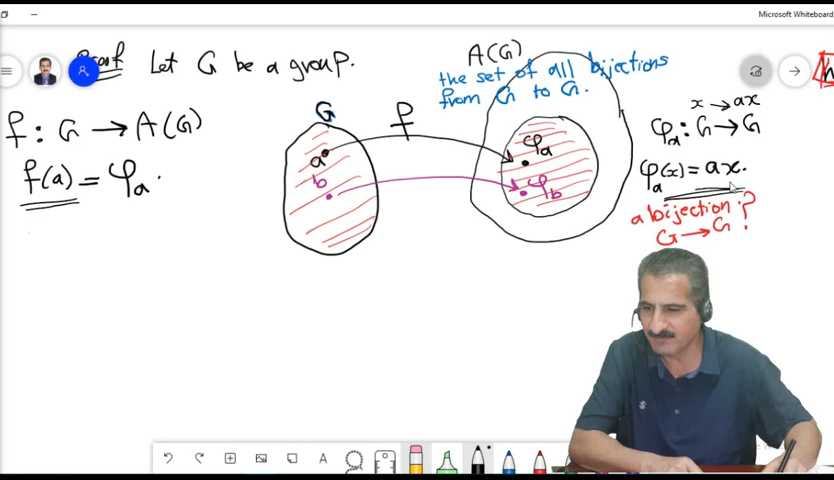 Microsoft Whiteboard
Proof Let G be a group.
f : G → A(G)
f(a) = φₐ.
G
f
a
b
A(G)
the set of all bijections
from G to G.
φₐ
φ_b
x → ax
φₐ : G → G
φₐ(x) = ax.
a bijection ?
G → G
A